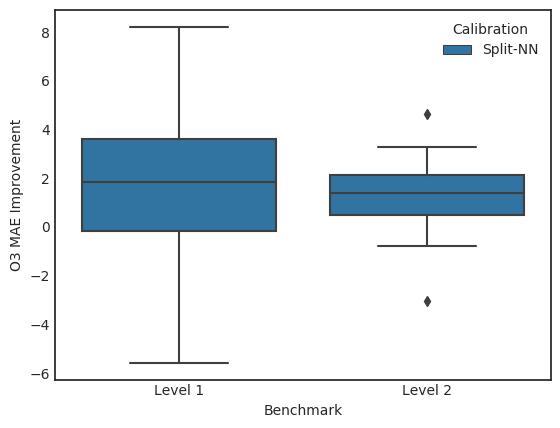 Calibration
Split-NN
O3 MAE Improvement
8
6
4
2
0
−2
−4
−6
Level 1
Level 2
Benchmark